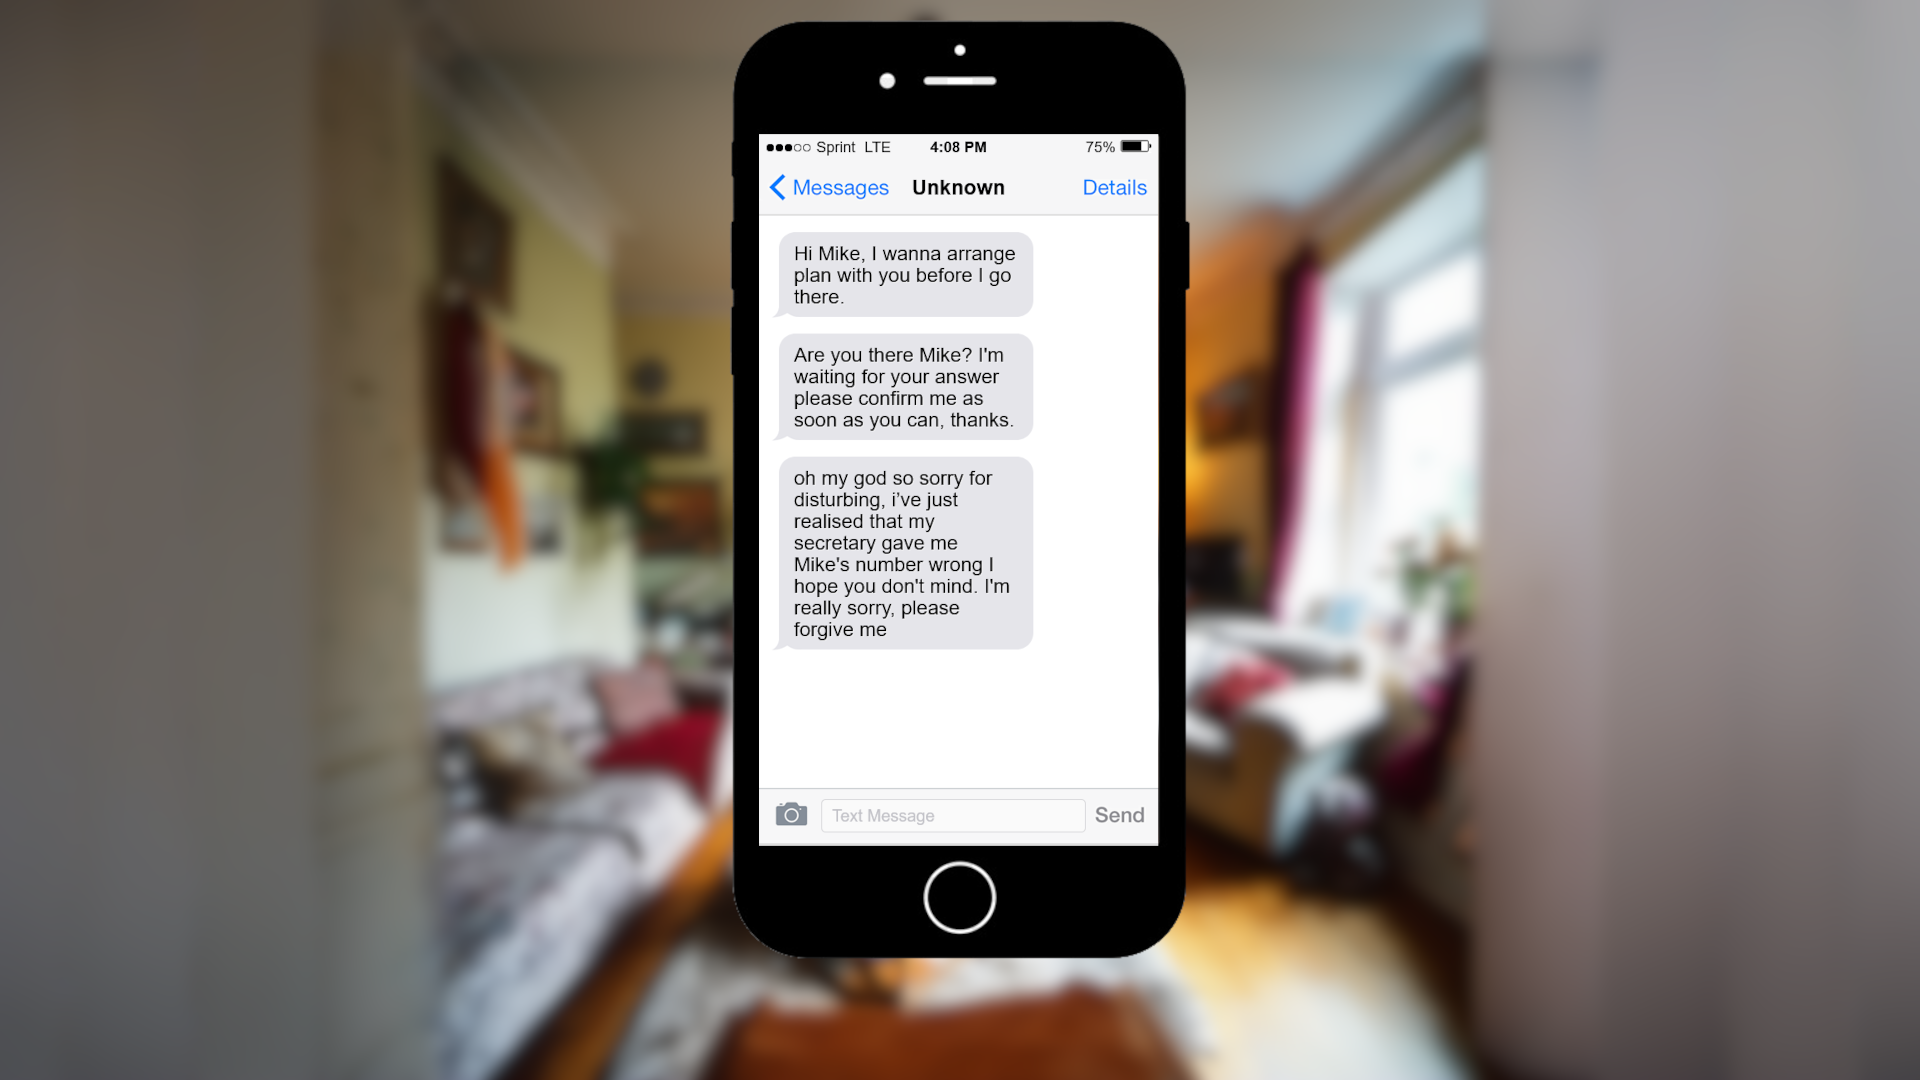 Sprint LTE 4:08 PM 75%
Messages Unknown Details
Hi Mike, I wanna arrange
plan with you before I go
there.
Are you there Mike? I'm
waiting for your answer
please confirm me as
soon as you can, thanks.
oh my god so sorry for
disturbing, i’ve just
realised that my
secretary gave me
Mike's number wrong I
hope you don't mind. I'm
really sorry, please
forgive me
Text Message Send